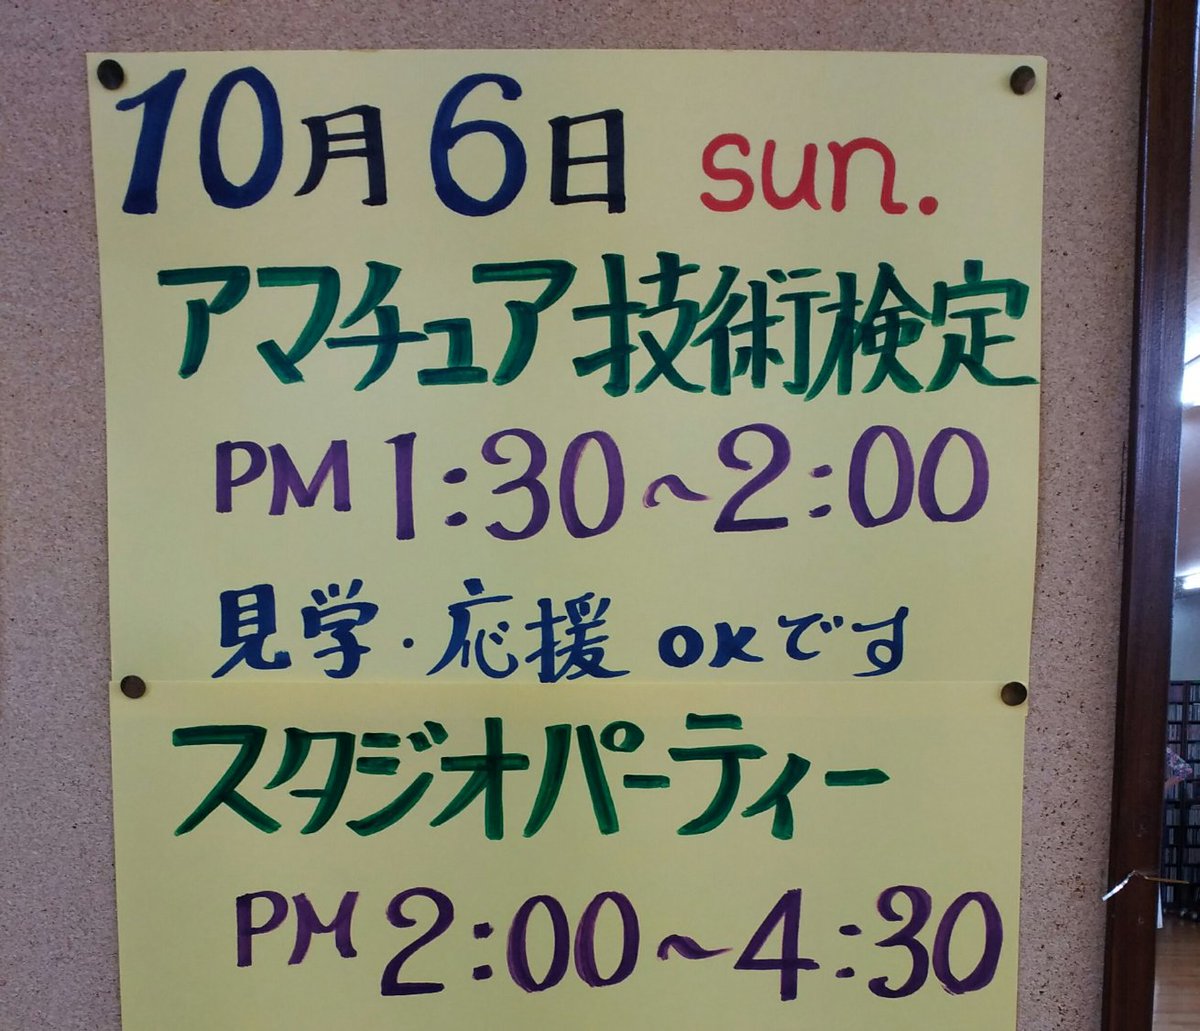 10月6日 sun.
アマチュア技術検定
PM 1:30~2:00
見学・応援 OKです
スタジオパーティー
PM 2:00~4:30